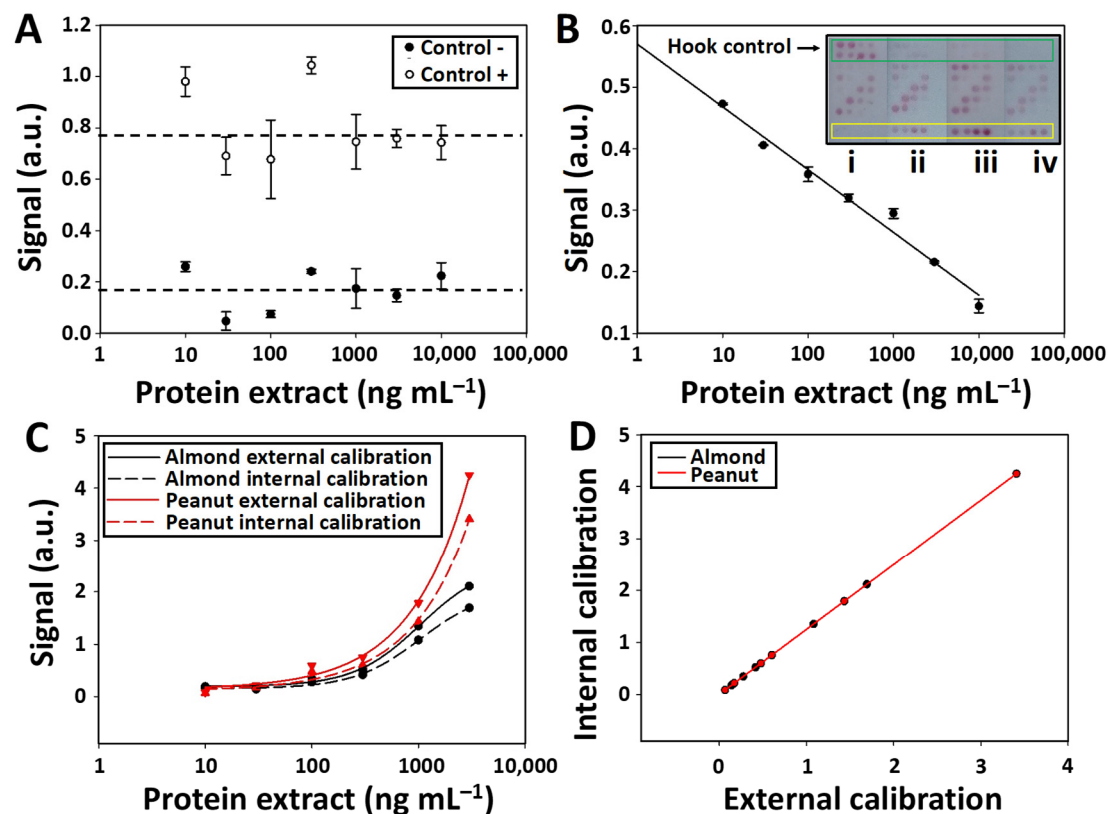 A
1.2
1.0
0.8
0.6
0.4
0.2
0.0
Signal (a.u.)
Control -
Control +
1
10
100
1000
10,000
100,000
Protein extract (ng mL–1)
B
0.6
0.5
0.4
0.3
0.2
0.1
Signal (a.u.)
Hook control
i
ii
iii
iv
1
10
100
1000
10,000
100,000
Protein extract (ng mL–1)
C
5
4
3
2
1
0
Signal (a.u.)
Almond external calibration
Almond internal calibration
Peanut external calibration
Peanut internal calibration
1
10
100
1000
10,000
Protein extract (ng mL–1)
D
5
4
3
2
1
0
Internal calibration
Almond
Peanut
0
1
2
3
4
External calibration